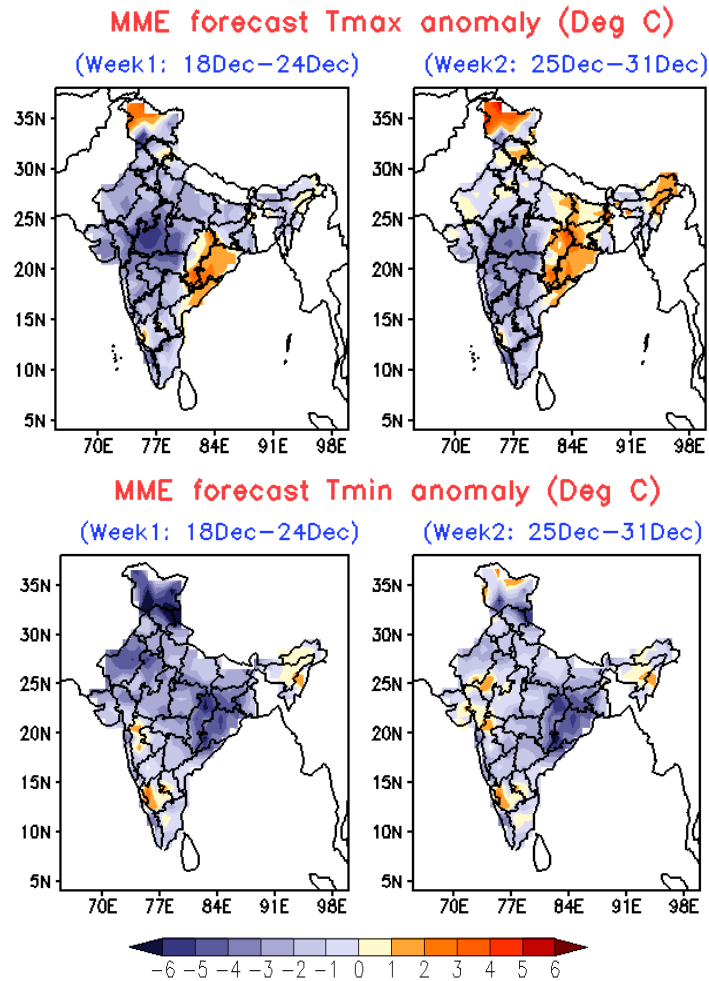 MME forecast Tmax anomaly (Deg C)
(Week1: 18Dec−24Dec) (Week2: 25Dec−31Dec)
35N 35N
30N 30N
25N 25N
20N 20N
15N 15N
10N 10N
5N 5N
70E 77E 84E 91E 98E 70E 77E 84E 91E 98E
MME forecast Tmin anomaly (Deg C)
(Week1: 18Dec−24Dec) (Week2: 25Dec−31Dec)
35N 35N
30N 30N
25N 25N
20N 20N
15N 15N
10N 10N
5N 5N
70E 77E 84E 91E 98E 70E 77E 84E 91E 98E
−6 −5 −4 −3 −2 −1 0 1 2 3 4 5 6